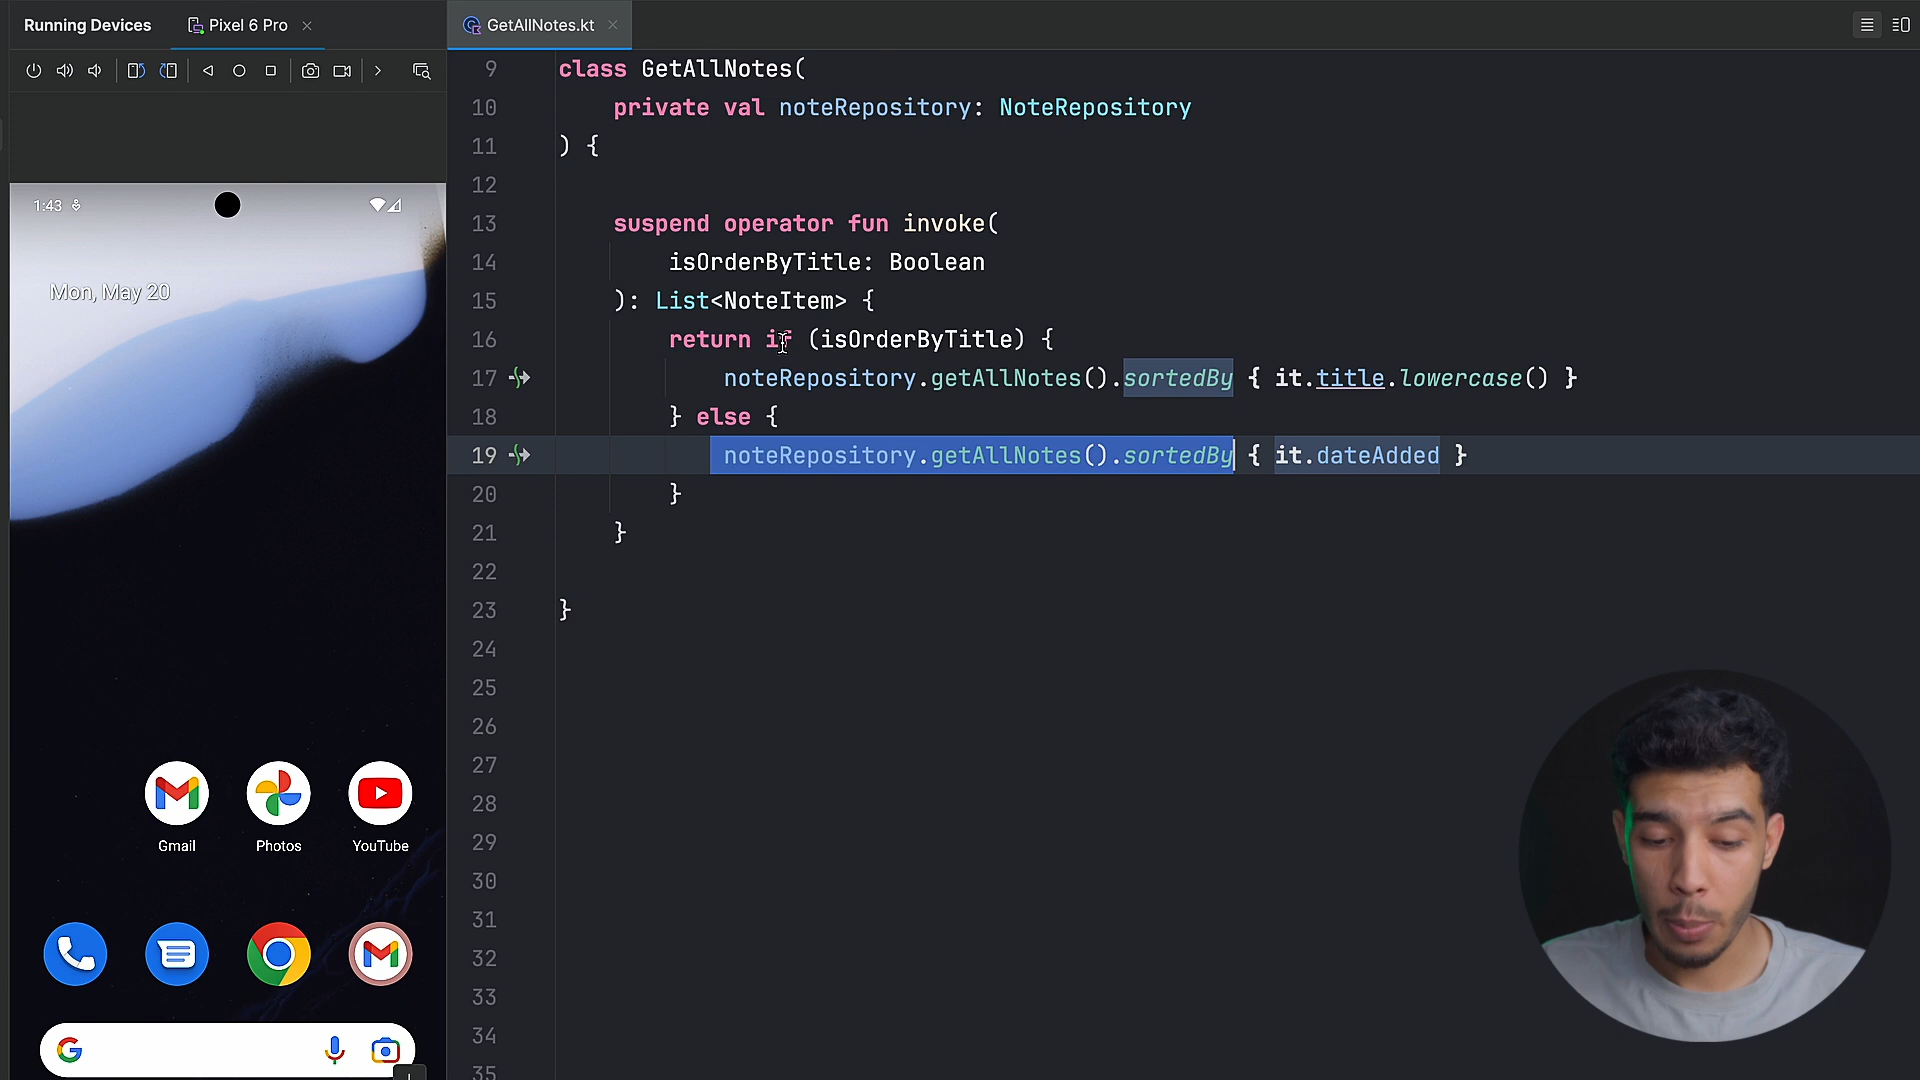 Running Devices
Pixel 6 Pro
GetAllNotes.kt
1:43
Mon, May 20
Gmail
Photos
YouTube
9 class GetAllNotes(
10 private val noteRepository: NoteRepository
11 ) {
12
13 suspend operator fun invoke(
14 isOrderByTitle: Boolean
15 ): List<NoteItem> {
16 return if (isOrderByTitle) {
17 noteRepository.getAllNotes().sortedBy { it.title.lowercase() }
18 } else {
19 noteRepository.getAllNotes().sortedBy { it.dateAdded }
20 }
21 }
22
23 }
24
25
26
27
28
29
30
31
32
33
34
35